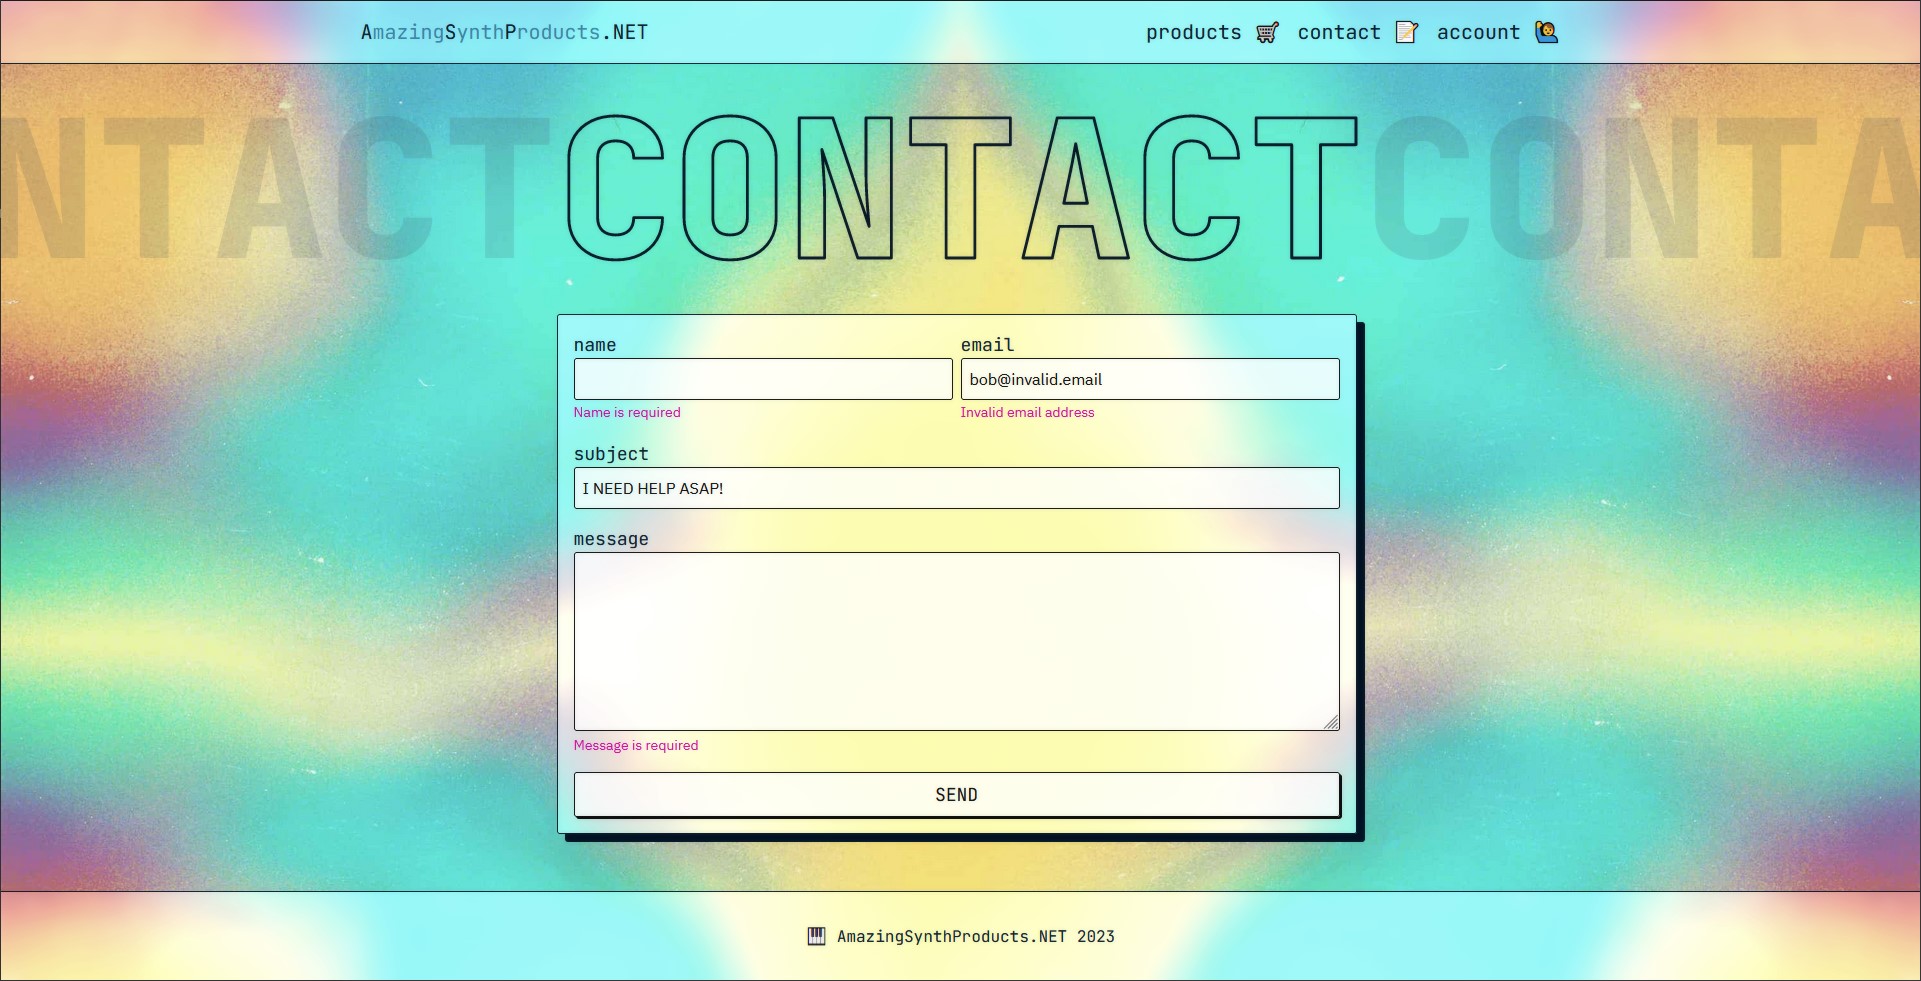 AmazingSynthProducts.NET products contact account
NTACT CONTACT CONTA
name email
bob@invalid.email
Name is required Invalid email address
subject
I NEED HELP ASAP!
message
Message is required
SEND
AmazingSynthProducts.NET 2023